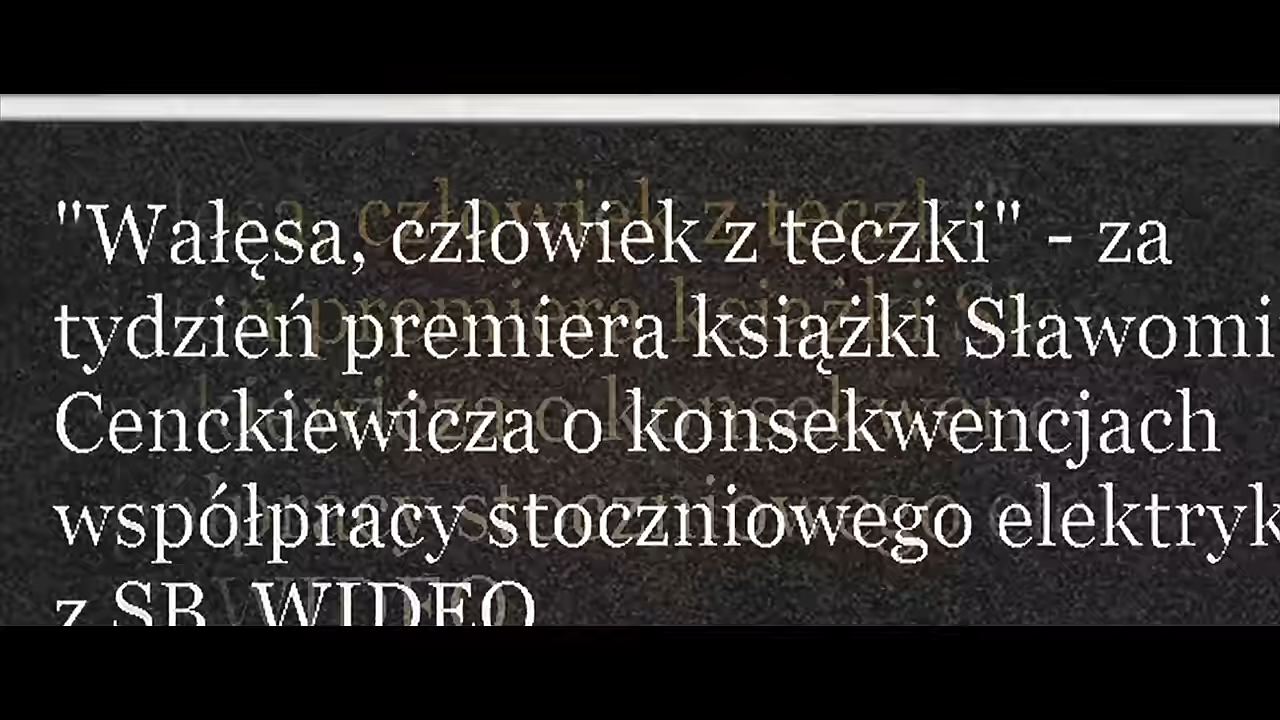 "Wałęsa, człowiek z teczki" - za
tydzień premiera książki Sławomi
Cenckiewicza o konsekwencjach
współpracy stoczniowego elektryk
z SB. WIDEO